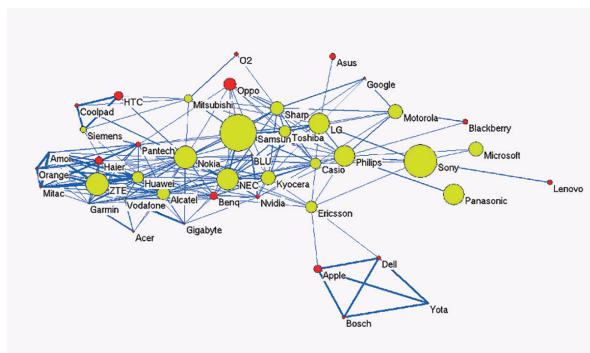 O2
Asus
Oppo
Google
HTC
Mitsubishi
Coolpad
Sharp
Motorola
LG
Blackberry
Siemens
Samsun
Toshiba
Pantech
Microsoft
Amoi
Nokia
BLU
Philips
Haier
Casio
Sony
Orange
Huawei
NEC
Kyocera
Lenovo
Mitac
ZTE
Alcatel
Benq
Nvidia
Panasonic
Garmin
Vodafone
Ericsson
Gigabyte
Acer
Dell
Apple
Yota
Bosch